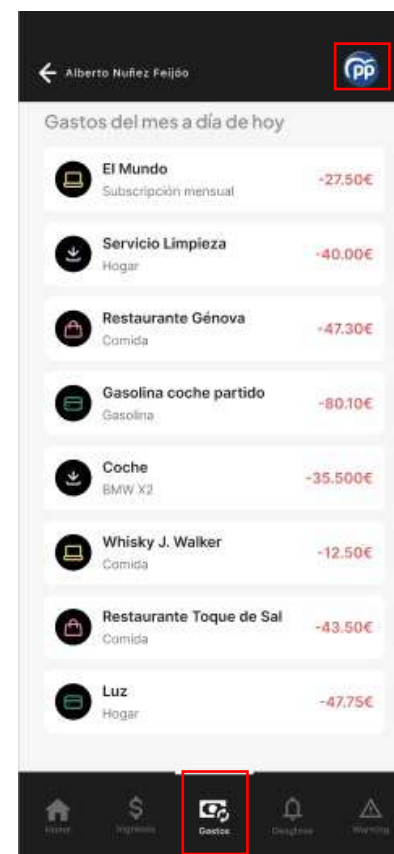 Alberto Nuñez Feijóo
pp
Gastos del mes a día de hoy
El Mundo
Subscripción mensual
-27.50€
Servicio Limpieza
Hogar
-40.00€
Restaurante Génova
Comida
-47.30€
Gasolina coche partido
Gasolina
-80.10€
Coche
BMW X2
-35.500€
Whisky J. Walker
Comida
-12.50€
Restaurante Toque de Sal
Comida
-43.50€
Luz
Hogar
-47.75€
Home
Ingresos
Gastos
Desglose
Warning